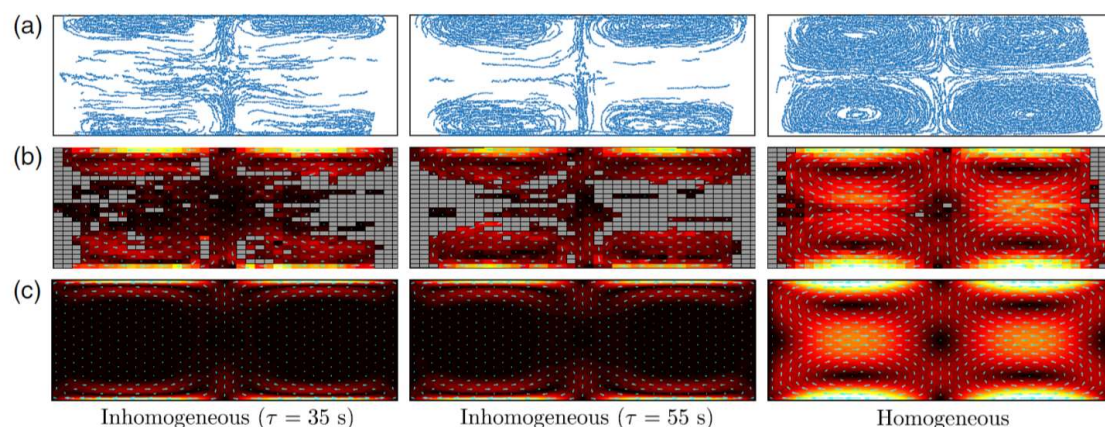 (a)
(b)
(c)
Inhomogeneous (τ = 35 s)
Inhomogeneous (τ = 55 s)
Homogeneous